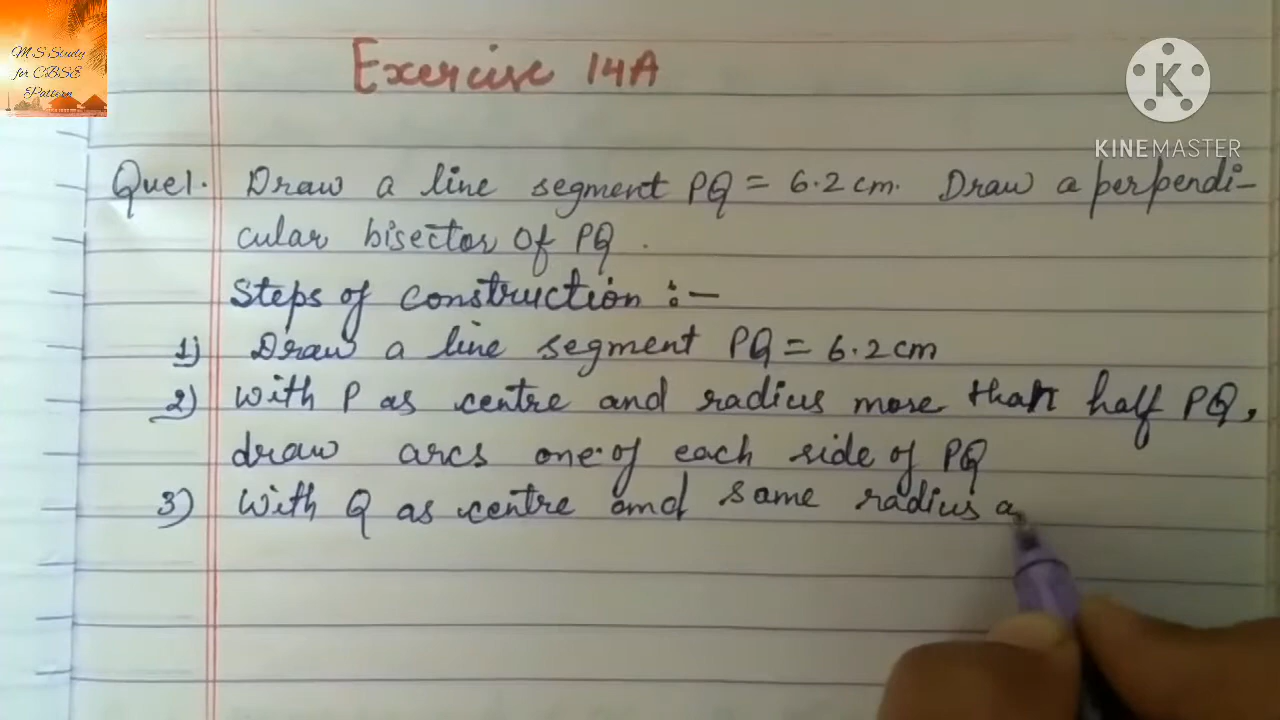 M.S Study
for CBSE
Pattern
KINEMASTER
Exercise 14A
Que1. Draw a line segment PQ = 6.2 cm. Draw a perpendi-
cular bisector of PQ.
Steps of construction :-
1) Draw a line segment PQ = 6.2 cm
2) With P as centre and radius more than half PQ,
draw arcs one of each side of PQ
3) With Q as centre and same radius a